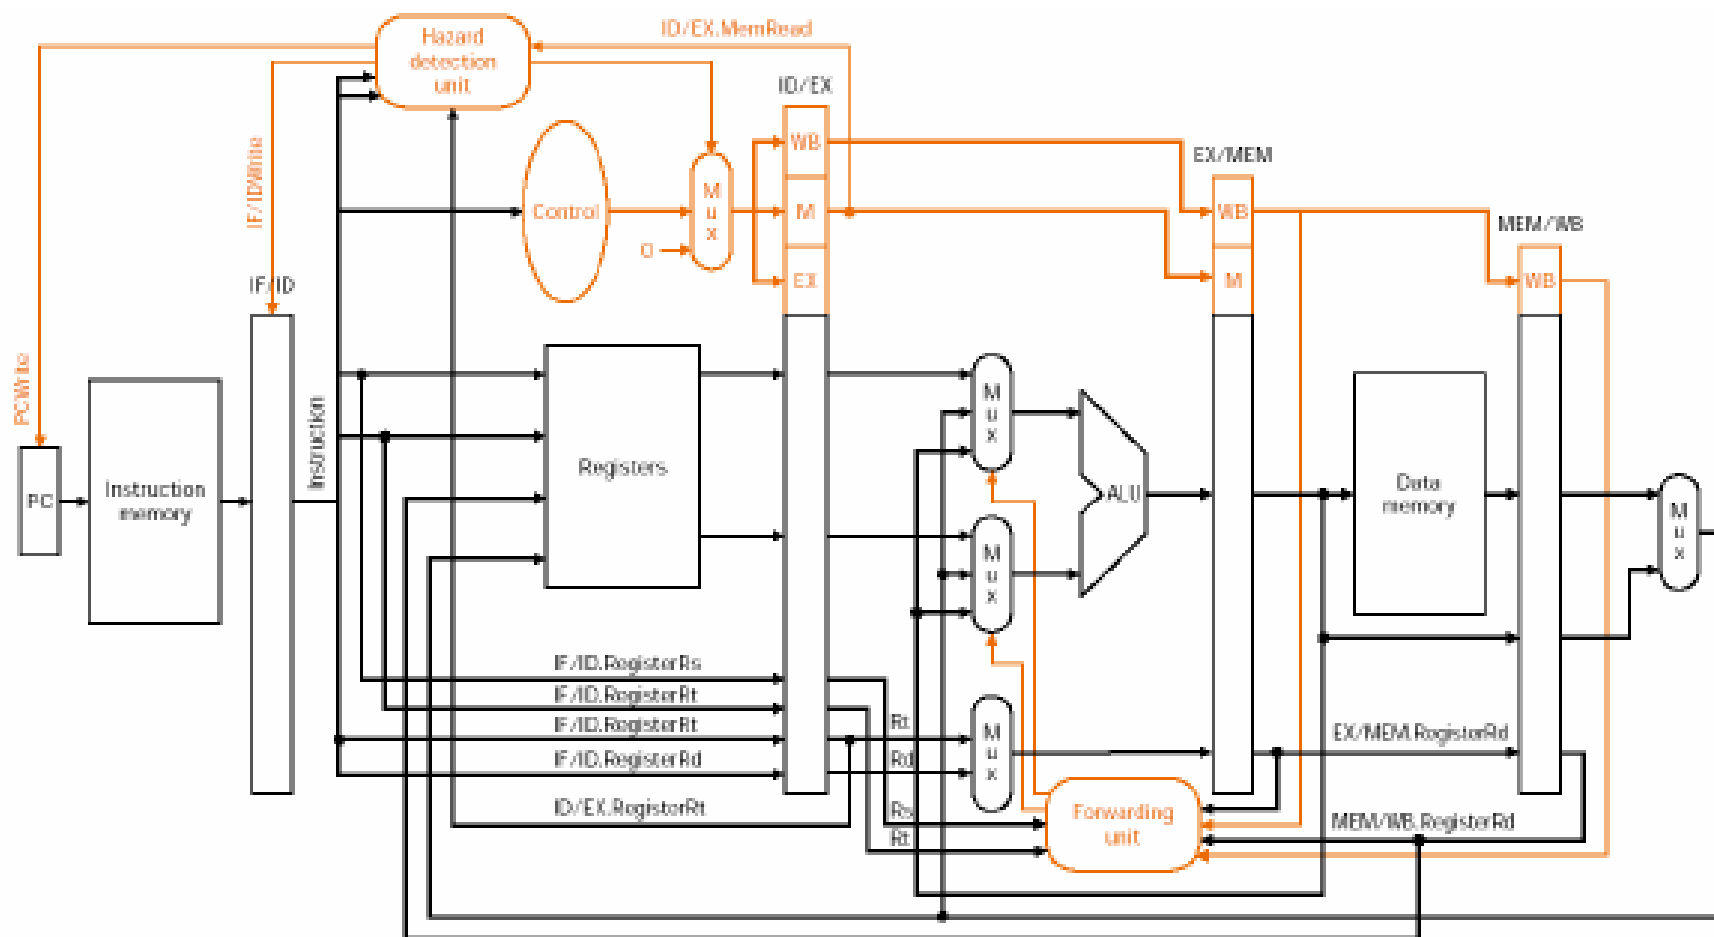 Hazard
detection
unit
ID/EX.MemRead
ID/EX
WB
M
EX
EX/MEM
WB
M
MEM/WB
WB
Control
M
u
x
0
IF/IDWrite
IF/ID
PCWrite
PC
Instruction
memory
Instruction
Registers
M
u
x
M
u
x
ALU
Data
memory
M
u
x
IF/ID.RegisterRs
IF/ID.RegisterRt
IF/ID.RegisterRt
IF/ID.RegisterRd
ID/EX.RegisterRt
Rt
Rd
Rs
Rt
M
u
x
Forwarding
unit
EX/MEM.RegisterRd
MEM/WB.RegisterRd